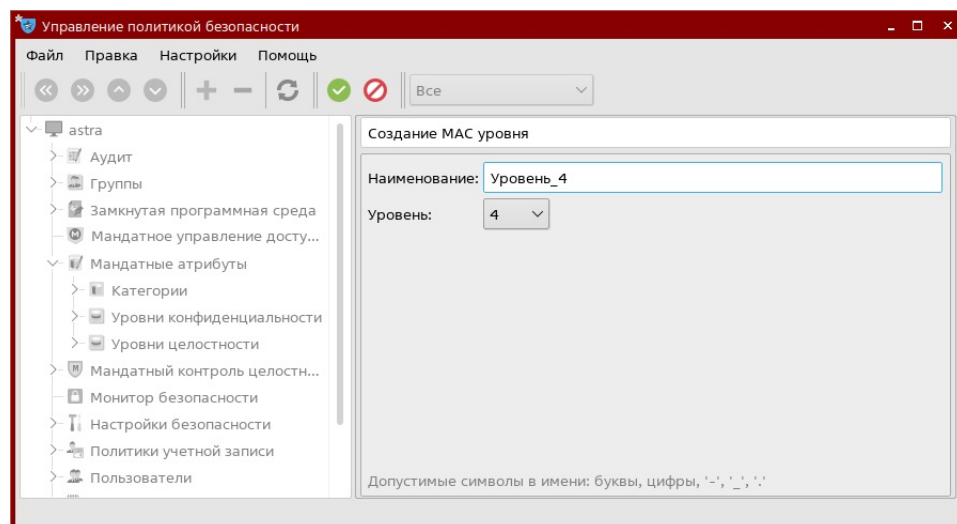 Управление политикой безопасности
Файл Правка Настройки Помощь
Все
astra
Аудит
Группы
Замкнутая программная среда
Мандатное управление досту...
Мандатные атрибуты
Категории
Уровни конфиденциальности
Уровни целостности
Мандатный контроль целостн...
Монитор безопасности
Настройки безопасности
Политики учетной записи
Пользователи
Создание МАС уровня
Наименование: Уровень_4
Уровень: 4
Допустимые символы в имени: буквы, цифры, '-', '_', '.'